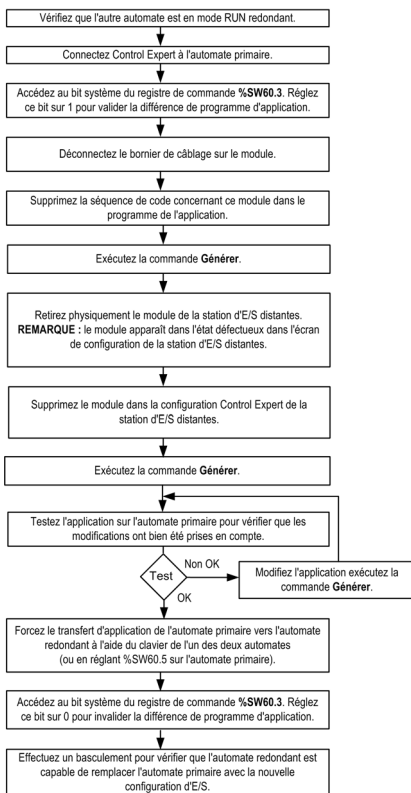 Vérifiez que l'autre automate est en mode RUN redondant.
Connectez Control Expert à l'automate primaire.
Accédez au bit système du registre de commande %SW60.3. Réglez
ce bit sur 1 pour valider la différence de programme d'application.
Déconnectez le bornier de câblage sur le module.
Supprimez la séquence de code concernant ce module dans le
programme de l'application.
Exécutez la commande Générer.
Retirez physiquement le module de la station d'E/S distantes.
REMARQUE : le module apparaît dans l'état défectueux dans l'écran
de configuration de la station d'E/S distantes.
Supprimez le module dans la configuration Control Expert de la
station d'E/S distantes.
Exécutez la commande Générer.
Testez l'application sur l'automate primaire pour vérifier que les
modifications ont bien été prises en compte.
Test
Non OK
Modifiez l'application exécutez la
commande Générer.
OK
Forcez le transfert d'application de l'automate primaire vers l'automate
redondant à l'aide du clavier de l'un des deux automates
(ou en réglant %SW60.5 sur l'automate primaire).
Accédez au bit système du registre de commande %SW60.3. Réglez
ce bit sur 0 pour invalider la différence de programme d'application.
Effectuez un basculement pour vérifier que l'automate redondant est
capable de remplacer l'automate primaire avec la nouvelle
configuration d'E/S.